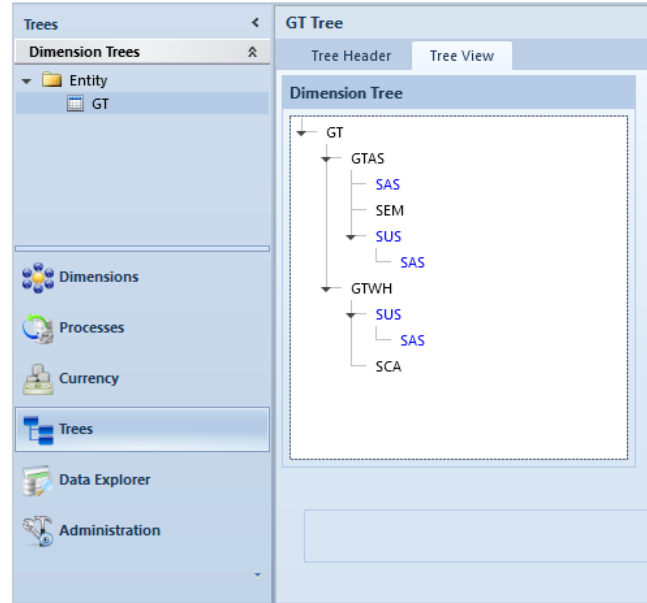 Trees
Dimension Trees
Entity
GT
Dimensions
Processes
Currency
Trees
Data Explorer
Administration
GT Tree
Tree Header Tree View
Dimension Tree
GT
GTAS
SAS
SEM
SUS
SAS
GTWH
SUS
SAS
SCA